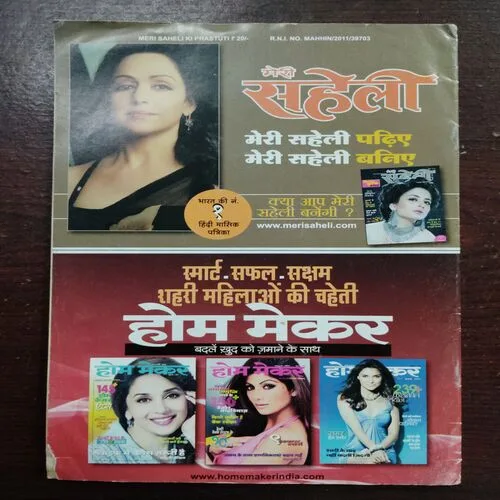 MERI SAHELI KI PRASTUTI ₹ 20/-
R.N.I. NO. MAHHIN/2011/39703
मेरी
सहेली
मेरी सहेली पढ़िए
मेरी सहेली बनिए
भारत की नं.
1
हिंदी मासिक
पत्रिका
क्या आप मेरी
सहेली बनेंगी ?
www.merisaheli.com
मेरी
सहेली
स्मार्ट - सफल - सक्षम
शहरी महिलाओं की चहेती
होम मेकर
बदलें ख़ुद को ज़माने के साथ
होम मेकर
होम मेकर
होम मेकर
www.homemakerindia.com